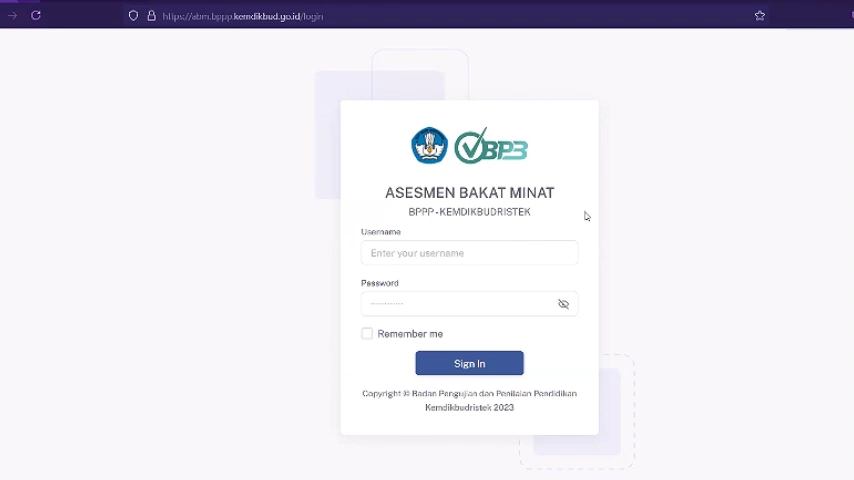 https://abm.bppp.kemdikbud.go.id/login
BP3
ASESMEN BAKAT MINAT
BPPP - KEMDIKBUDRISTEK
Username
Enter your username
Password
Remember me
Sign In
Copyright © Badan Pengujian dan Penilaian Pendidikan
Kemdikbudristek 2023